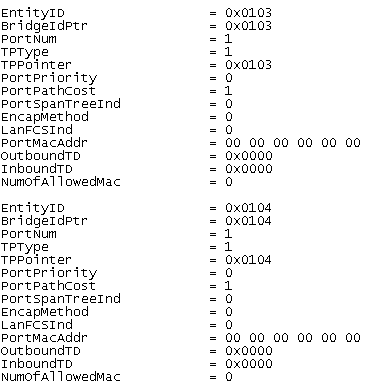 EntityID = 0x0103
BridgeIdPtr = 0x0103
PortNum = 1
TPType = 1
TPPointer = 0x0103
PortPriority = 0
PortPathCost = 1
PortSpanTreeInd = 0
EncapMethod = 0
LanFCSInd = 0
PortMacAddr = 00 00 00 00 00 00
OutboundTD = 0x0000
InboundTD = 0x0000
NumOfAllowedMac = 0
EntityID = 0x0104
BridgeIdPtr = 0x0104
PortNum = 1
TPType = 1
TPPointer = 0x0104
PortPriority = 0
PortPathCost = 1
PortSpanTreeInd = 0
EncapMethod = 0
LanFCSInd = 0
PortMacAddr = 00 00 00 00 00 00
OutboundTD = 0x0000
InboundTD = 0x0000
NumOfAllowedMac = 0